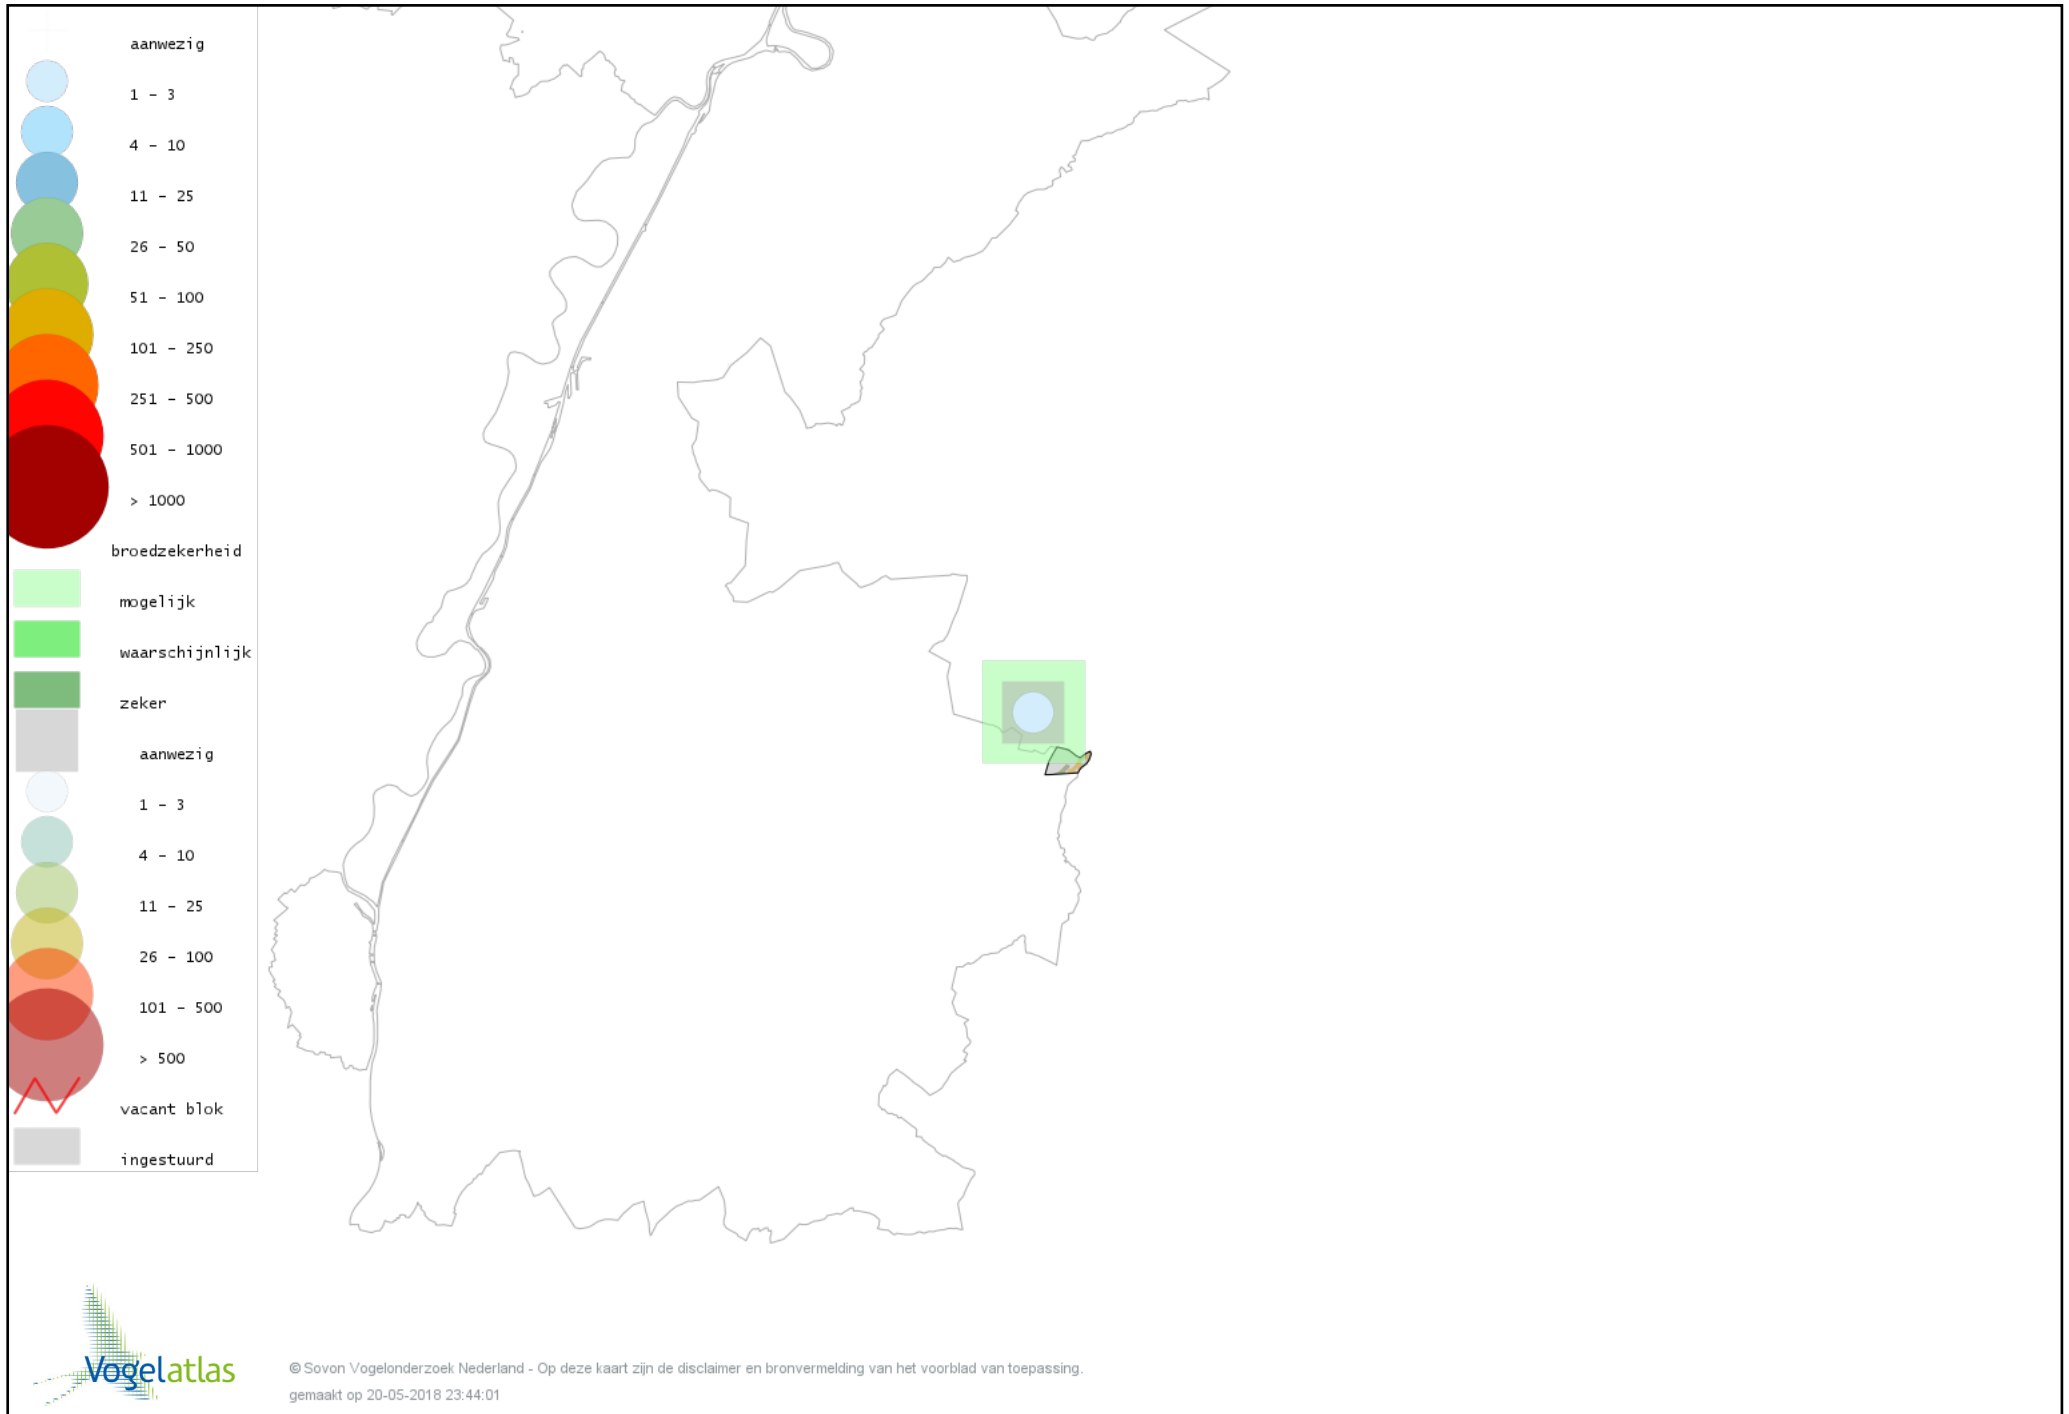 aanwezig
1 - 3
4 - 10
11 - 25
26 - 50
51 - 100
101 - 250
251 - 500
501 - 1000
> 1000
broedzekerheid
mogelijk
waarschijnlijk
zeker
aanwezig
1 - 3
4 - 10
11 - 25
26 - 100
101 - 500
> 500
vacant blok
ingestuurd
Vogelatlas
© Sovon Vogelonderzoek Nederland - Op deze kaart zijn de disclaimer en bronvermelding van het voorblad van toepassing.
gemaakt op 20-05-2018 23:44:01